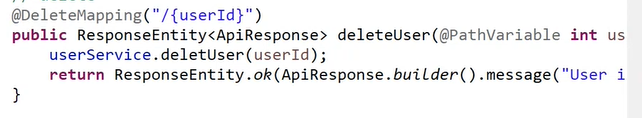 @DeleteMapping("/{userId}")
public ResponseEntity<ApiResponse> deleteUser(@PathVariable int us
userService.deletUser(userId);
return ResponseEntity.ok(ApiResponse.builder().message("User i
}